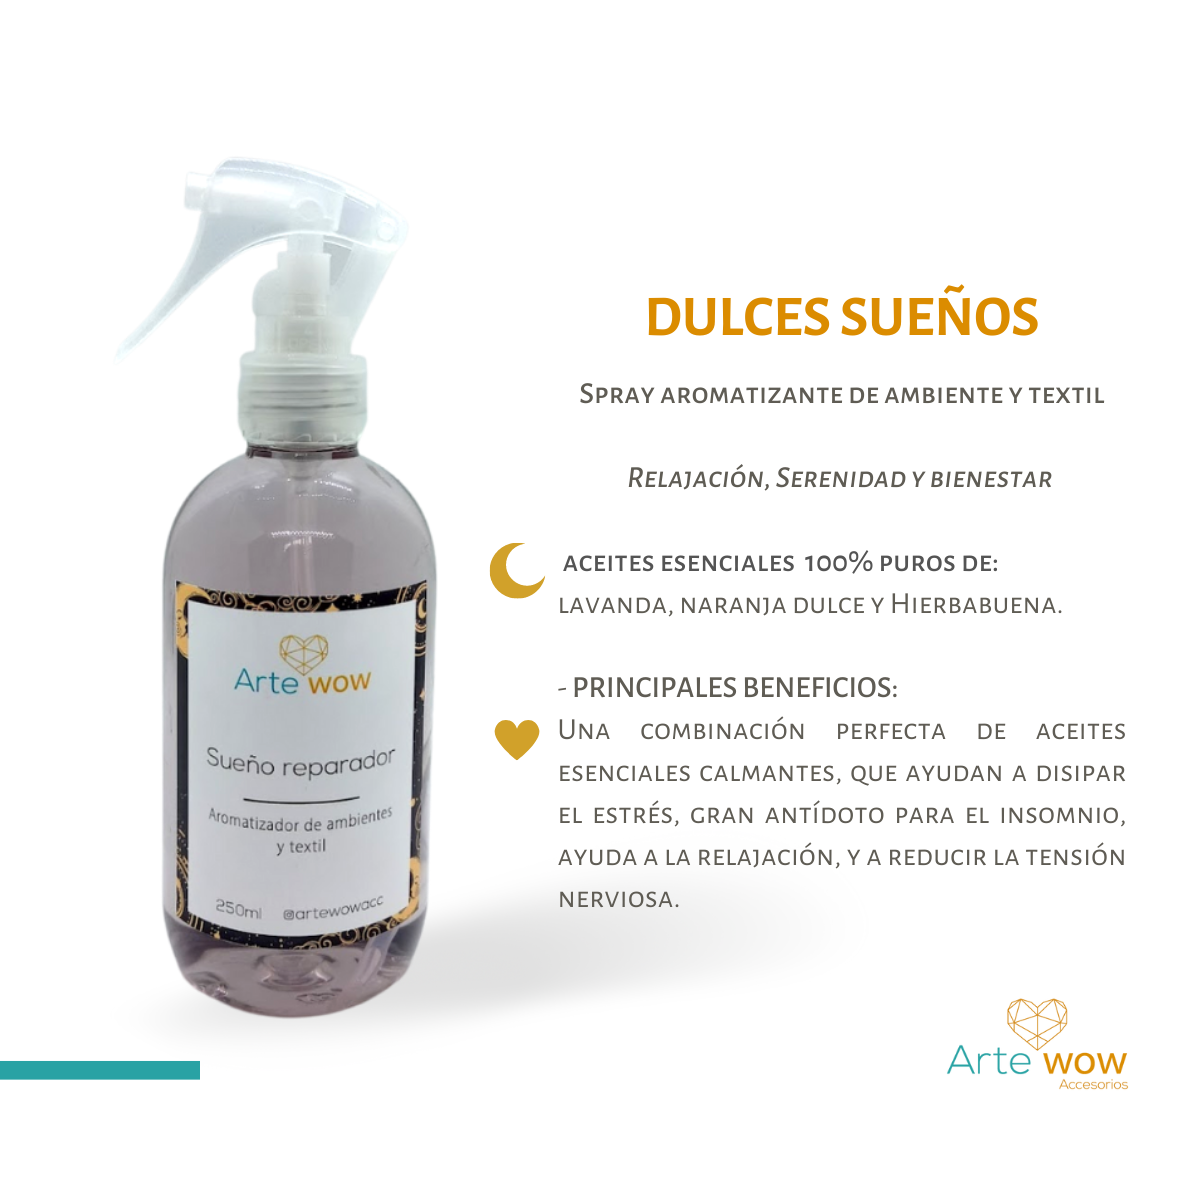 DULCES SUEÑOS
Spray aromatizante de ambiente y textil
Relajación, Serenidad y bienestar
aceites esenciales 100% puros de:
lavanda, naranja dulce y Hierbabuena.
- PRINCIPALES BENEFICIOS:
Una combinación perfecta de aceites
esenciales calmantes, que ayudan a disipar
el estrés, gran antídoto para el insomnio,
ayuda a la relajación, y a reducir la tensión
nerviosa.
Arte wow
Sueño reparador
Aromatizador de ambientes
y textil
250ml @artewowacc
Arte wow
Accesorios